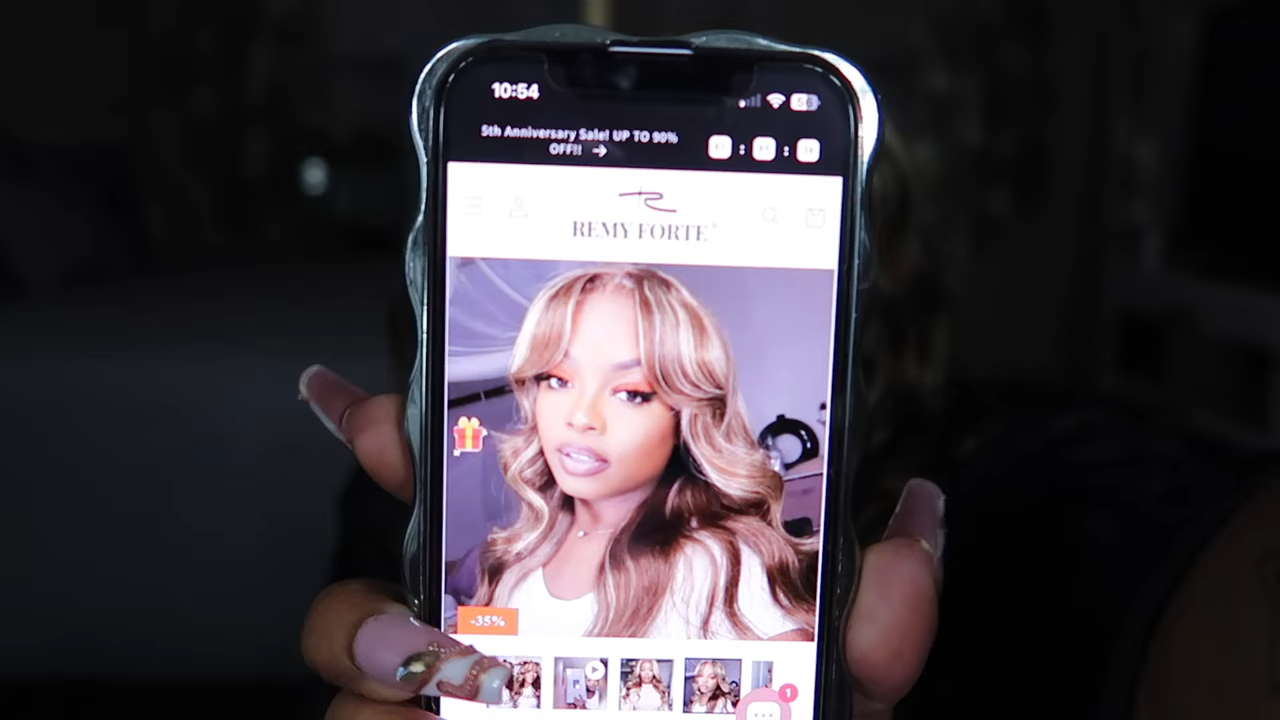 10:54
5th Anniversary Sale! UP TO 90%
OFF!! →
REMY FORTE
-35%
1